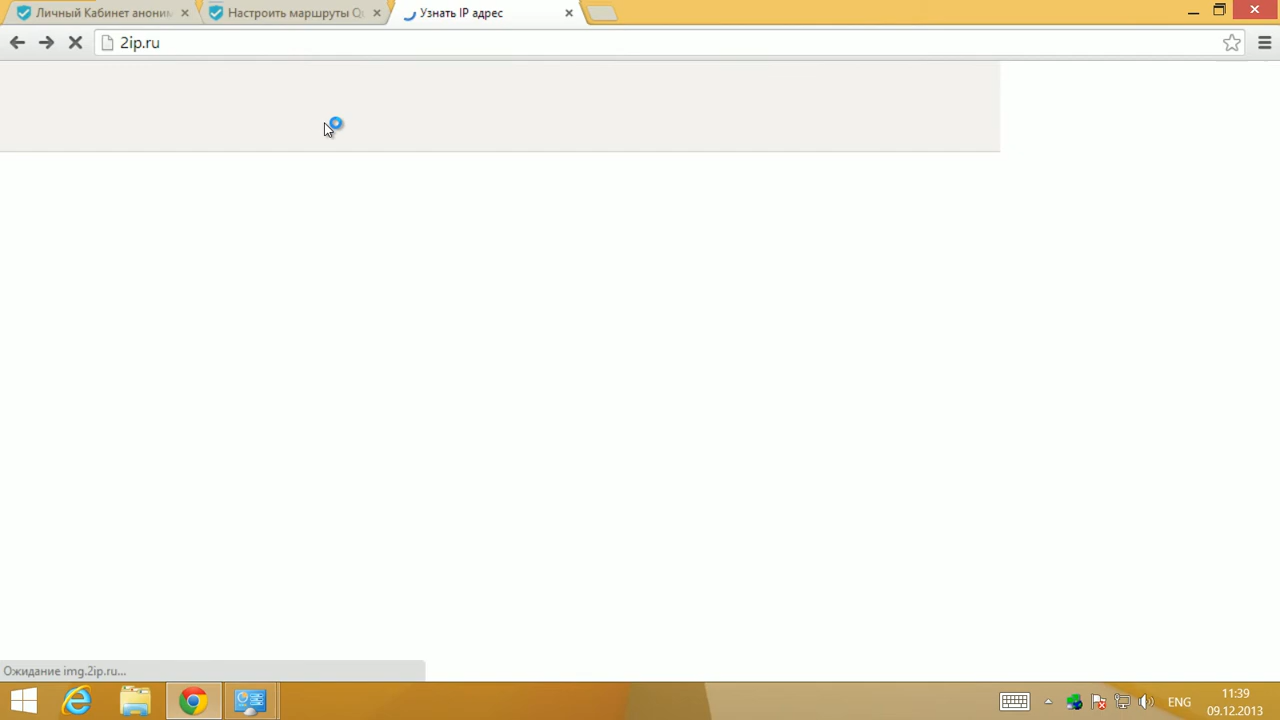 Личный Кабинет аноним
Настроить маршруты Q
Узнать IP адрес
2ip.ru
Ожидание img.2ip.ru...
ENG
11:39
09.12.2013